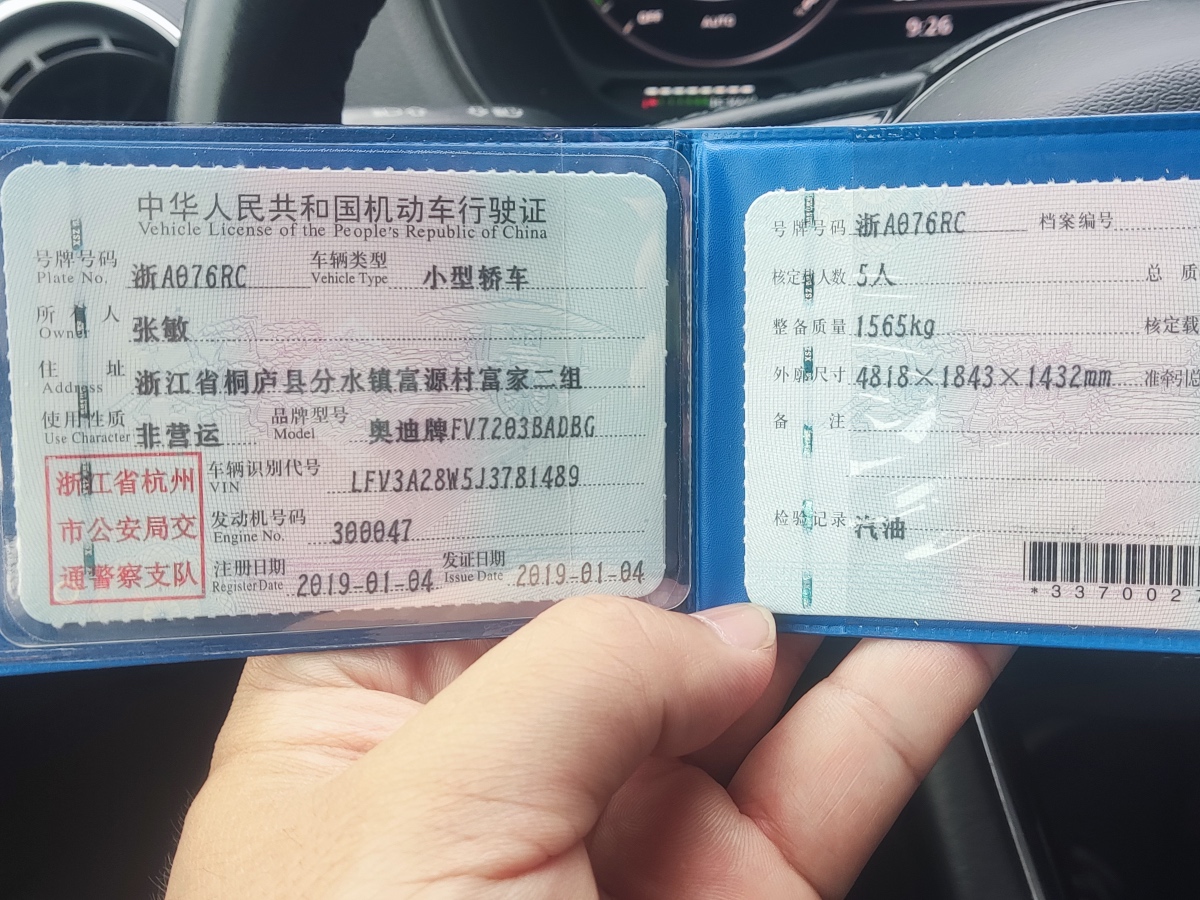 OFF
AUTO
9:26
中华人民共和国机动车行驶证
Vehicle License of the People's Republic of China
号牌号码 浙A076RC 车辆类型 小型轿车
Plate No. Vehicle Type
所有人 张敏
Owner
住址 浙江省桐庐县分水镇富源村富家二组
Address
使用性质 非营运 品牌型号 奥迪牌FV7203BADBG
Use Character Model
浙江省杭州
市公安局交
通警察支队
车辆识别代号 LFV3A28W5J3781489
VIN
发动机号码 300047
Engine No.
注册日期 2019-01-04 发证日期 2019-01-04
Register Date Issue Date
号牌号码 浙A076RC 档案编号
核定载人数 5人 总质
整备质量 1565kg 核定载
外廓尺寸 4818×1843×1432mm 准牵引总
备注
检验记录 汽油
*337002